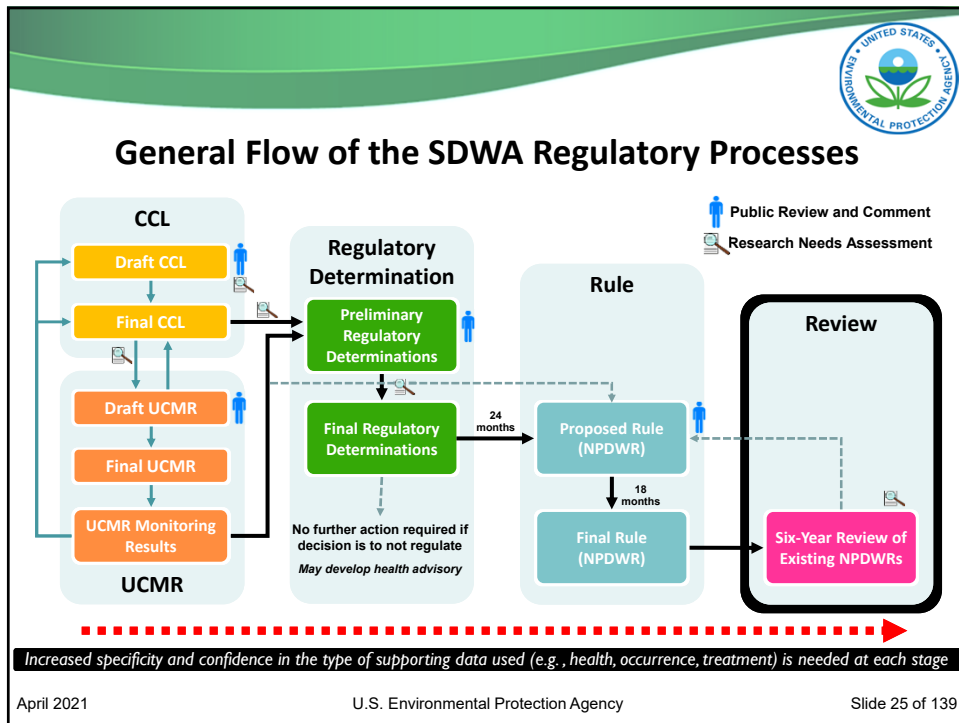 UNITED STATES
ENVIRONMENTAL PROTECTION AGENCY
General Flow of the SDWA Regulatory Processes
Public Review and Comment
Research Needs Assessment
CCL
Draft CCL
Final CCL
Draft UCMR
Final UCMR
UCMR Monitoring
Results
UCMR
Regulatory
Determination
Preliminary
Regulatory
Determinations
Final Regulatory
Determinations
No further action required if
decision is to not regulate
May develop health advisory
24
months
Rule
Proposed Rule
(NPDWR)
18
months
Final Rule
(NPDWR)
Review
Six-Year Review of
Existing NPDWRs
Increased specificity and confidence in the type of supporting data used (e.g., health, occurrence, treatment) is needed at each stage
April 2021
U.S. Environmental Protection Agency
Slide 25 of 139